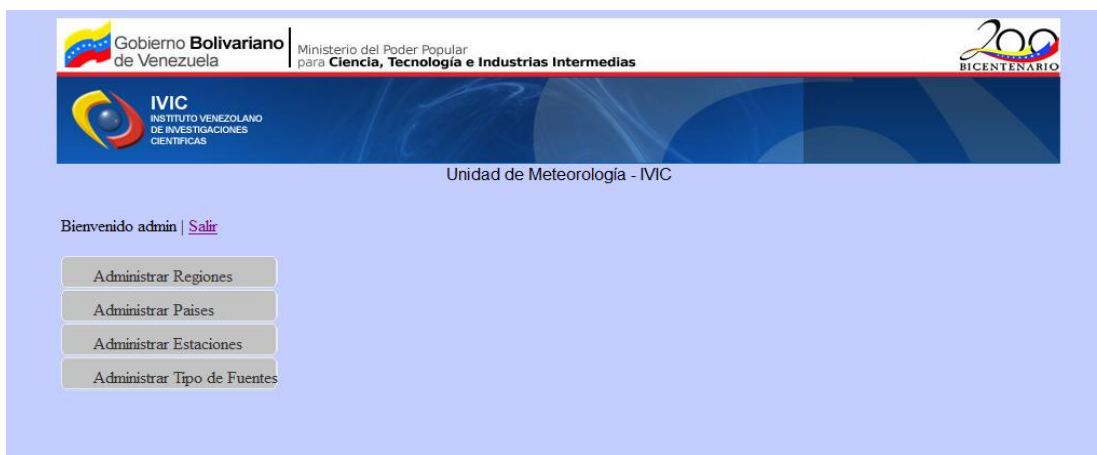 Gobierno Bolivariano
de Venezuela
Ministerio del Poder Popular
para Ciencia, Tecnología e Industrias Intermedias
200
BICENTENARIO
IVIC
INSTITUTO VENEZOLANO
DE INVESTIGACIONES
CIENTIFICAS
Unidad de Meteorología - IVIC
Bienvenido admin | Salir
Administrar Regiones
Administrar Paises
Administrar Estaciones
Administrar Tipo de Fuentes